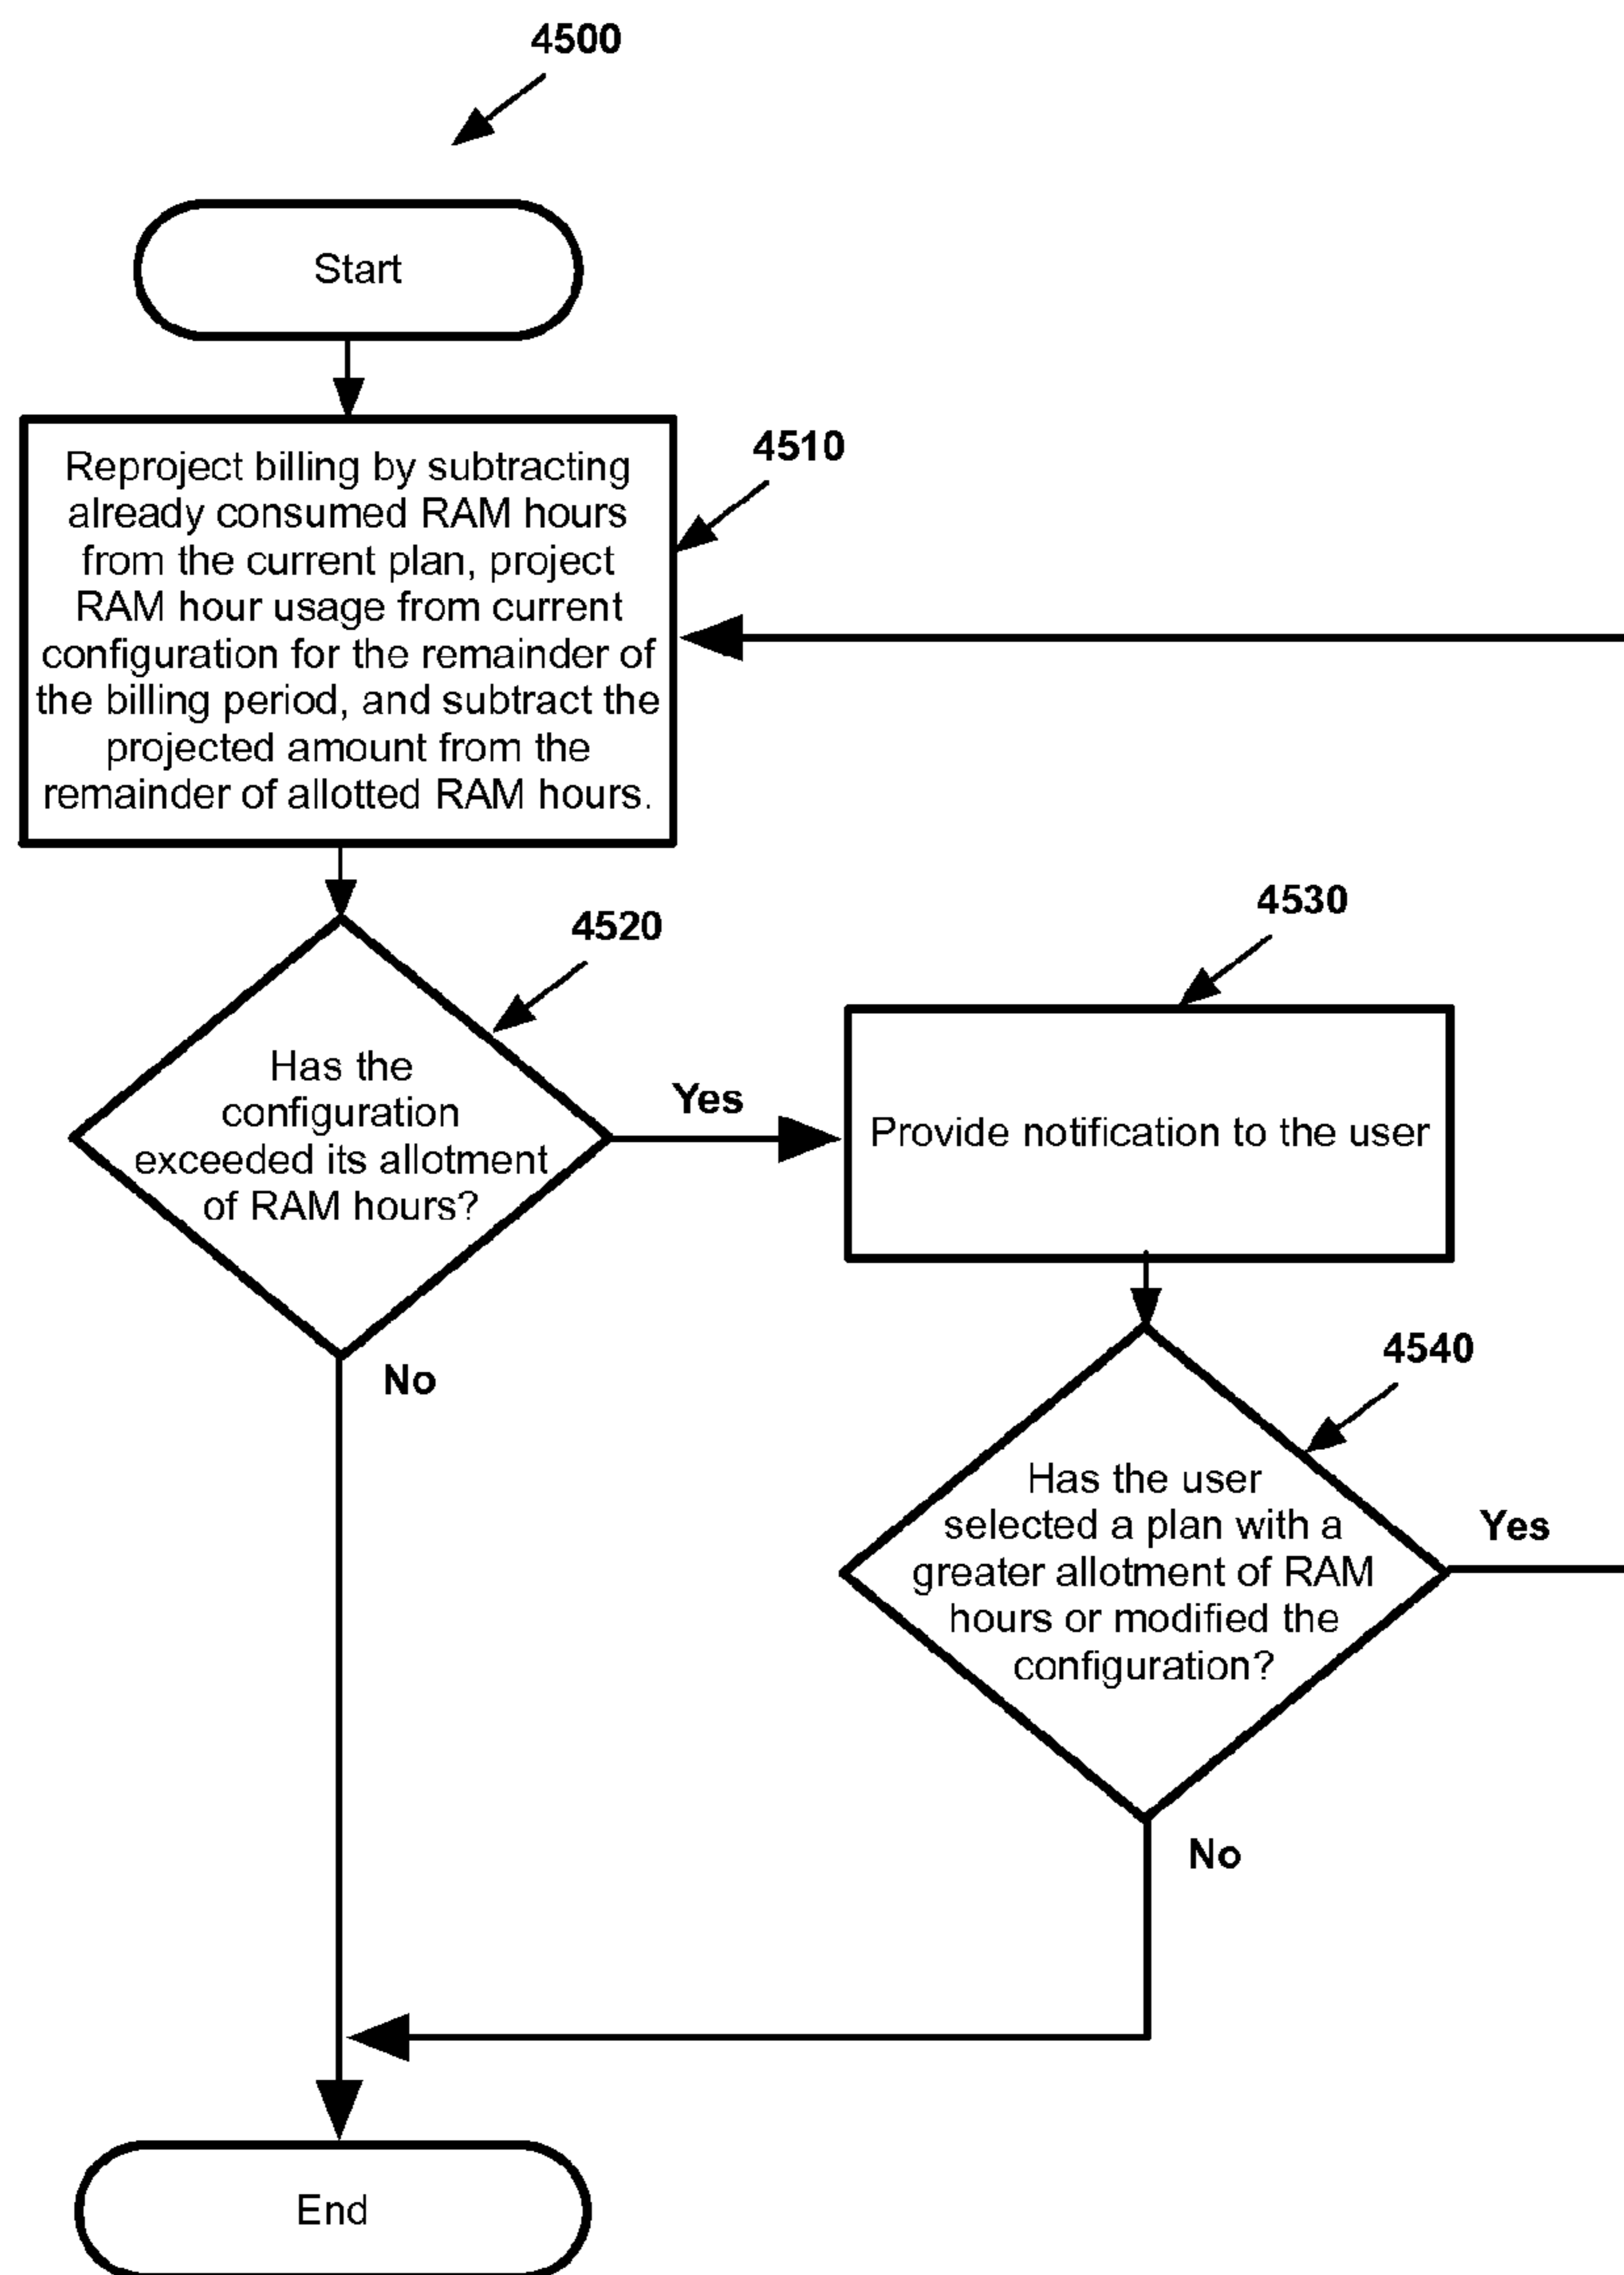 4500
Start
4510
Reproject billing by subtracting
already consumed RAM hours
from the current plan, project
RAM hour usage from current
configuration for the remainder of
the billing period, and subtract the
projected amount from the
remainder of allotted RAM hours.
4520
Has the
configuration
exceeded its allotment
of RAM hours?
Yes
No
4530
Provide notification to the user
4540
Has the user
selected a plan with a
greater allotment of RAM
hours or modified the
configuration?
Yes
No
End